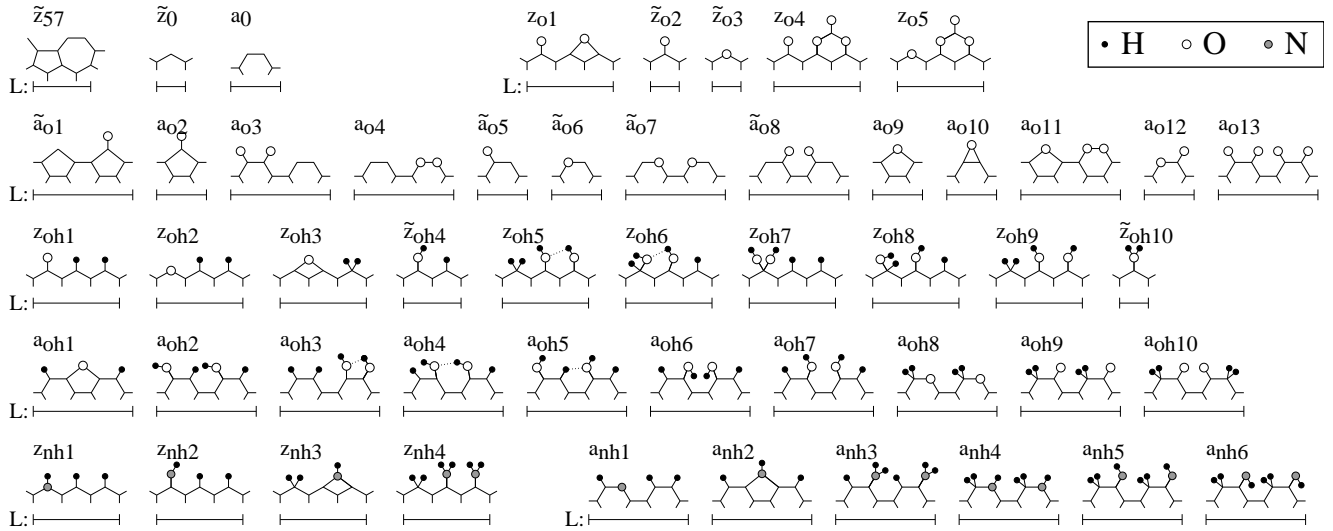 z̃57 z̃0 a0 zo1 z̃o2 z̃o3 zo4 zo5 H O N
L: L:
ão1 ao2 ao3 ao4 ão5 ão6 ão7 ão8 ao9 ao10 ao11 ao12 ao13
L:
zoh1 zoh2 zoh3 z̃oh4 zoh5 zoh6 zoh7 zoh8 zoh9 z̃oh10
L:
aoh1 aoh2 aoh3 aoh4 aoh5 aoh6 aoh7 aoh8 aoh9 aoh10
L:
znh1 znh2 znh3 znh4 anh1 anh2 anh3 anh4 anh5 anh6
L: L: